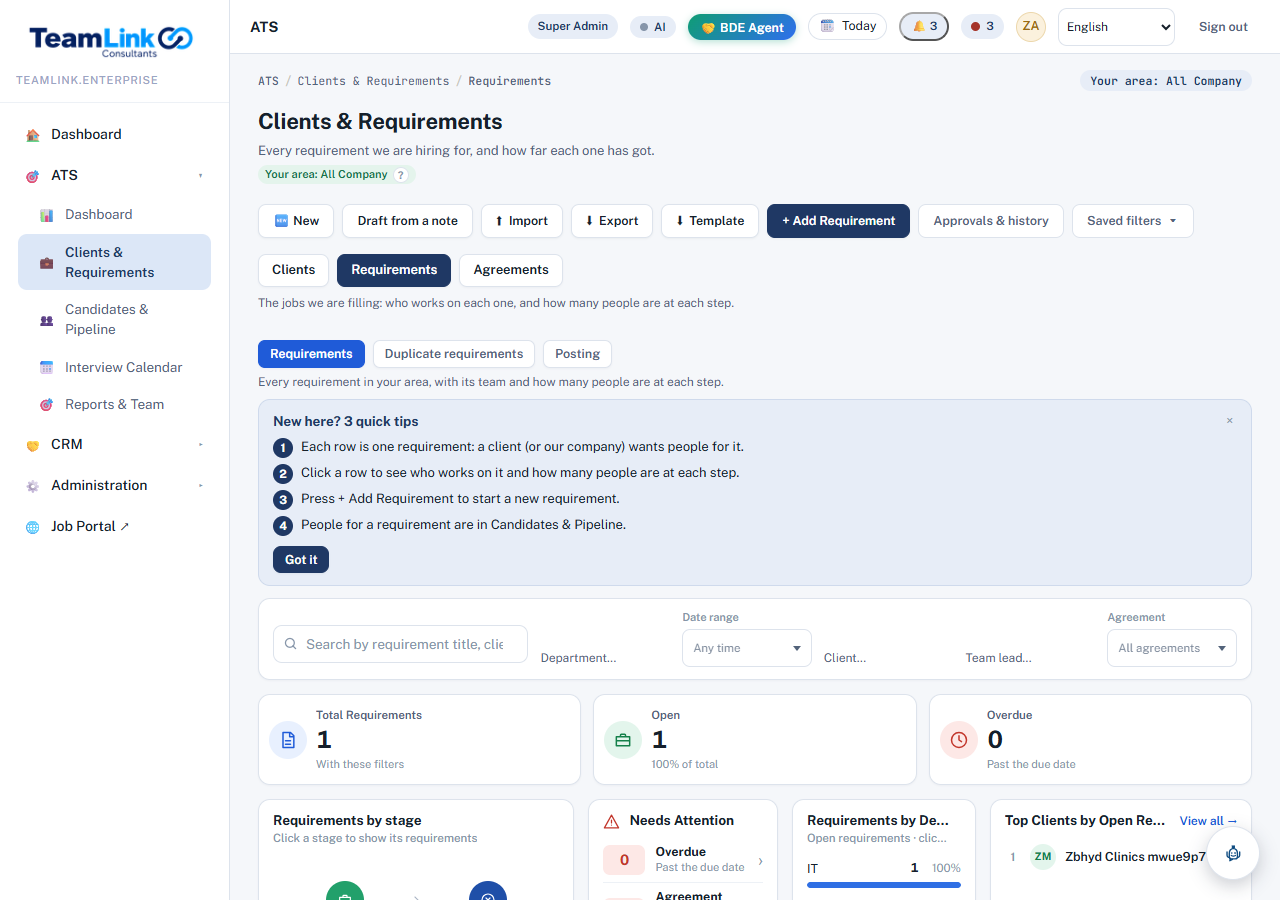 TeamLink
Consultants
TEAMLINK.ENTERPRISE
Dashboard
ATS
Dashboard
Clients &
Requirements
Candidates &
Pipeline
Interview Calendar
Reports & Team
CRM
Administration
Job Portal ↗
ATS
Super Admin
AI
BDE Agent
Today
3
3
ZA
English
Sign out
ATS / Clients & Requirements / Requirements
Your area: All Company
Clients & Requirements
Every requirement we are hiring for, and how far each one has got.
Your area: All Company ?
New
Draft from a note
⬆ Import
⬇ Export
⬇ Template
+ Add Requirement
Approvals & history
Saved filters
Clients
Requirements
Agreements
The jobs we are filling: who works on each one, and how many people are at each step.
Requirements
Duplicate requirements
Posting
Every requirement in your area, with its team and how many people are at each step.
New here? 3 quick tips
×
1 Each row is one requirement: a client (or our company) wants people for it.
2 Click a row to see who works on it and how many people are at each step.
3 Press + Add Requirement to start a new requirement.
4 People for a requirement are in Candidates & Pipeline.
Got it
Search by requirement title, clie
Department...
Date range
Any time
Client...
Team lead...
Agreement
All agreements
Total Requirements
1
With these filters
Open
1
100% of total
Overdue
0
Past the due date
Requirements by stage
Click a stage to show its requirements
Needs Attention
0
Overdue
Past the due date
Agreement
Requirements by De...
Open requirements · clic...
IT 1 100%
Top Clients by Open Re...
View all →
1 ZM Zbhyd Clinics mwue9p7